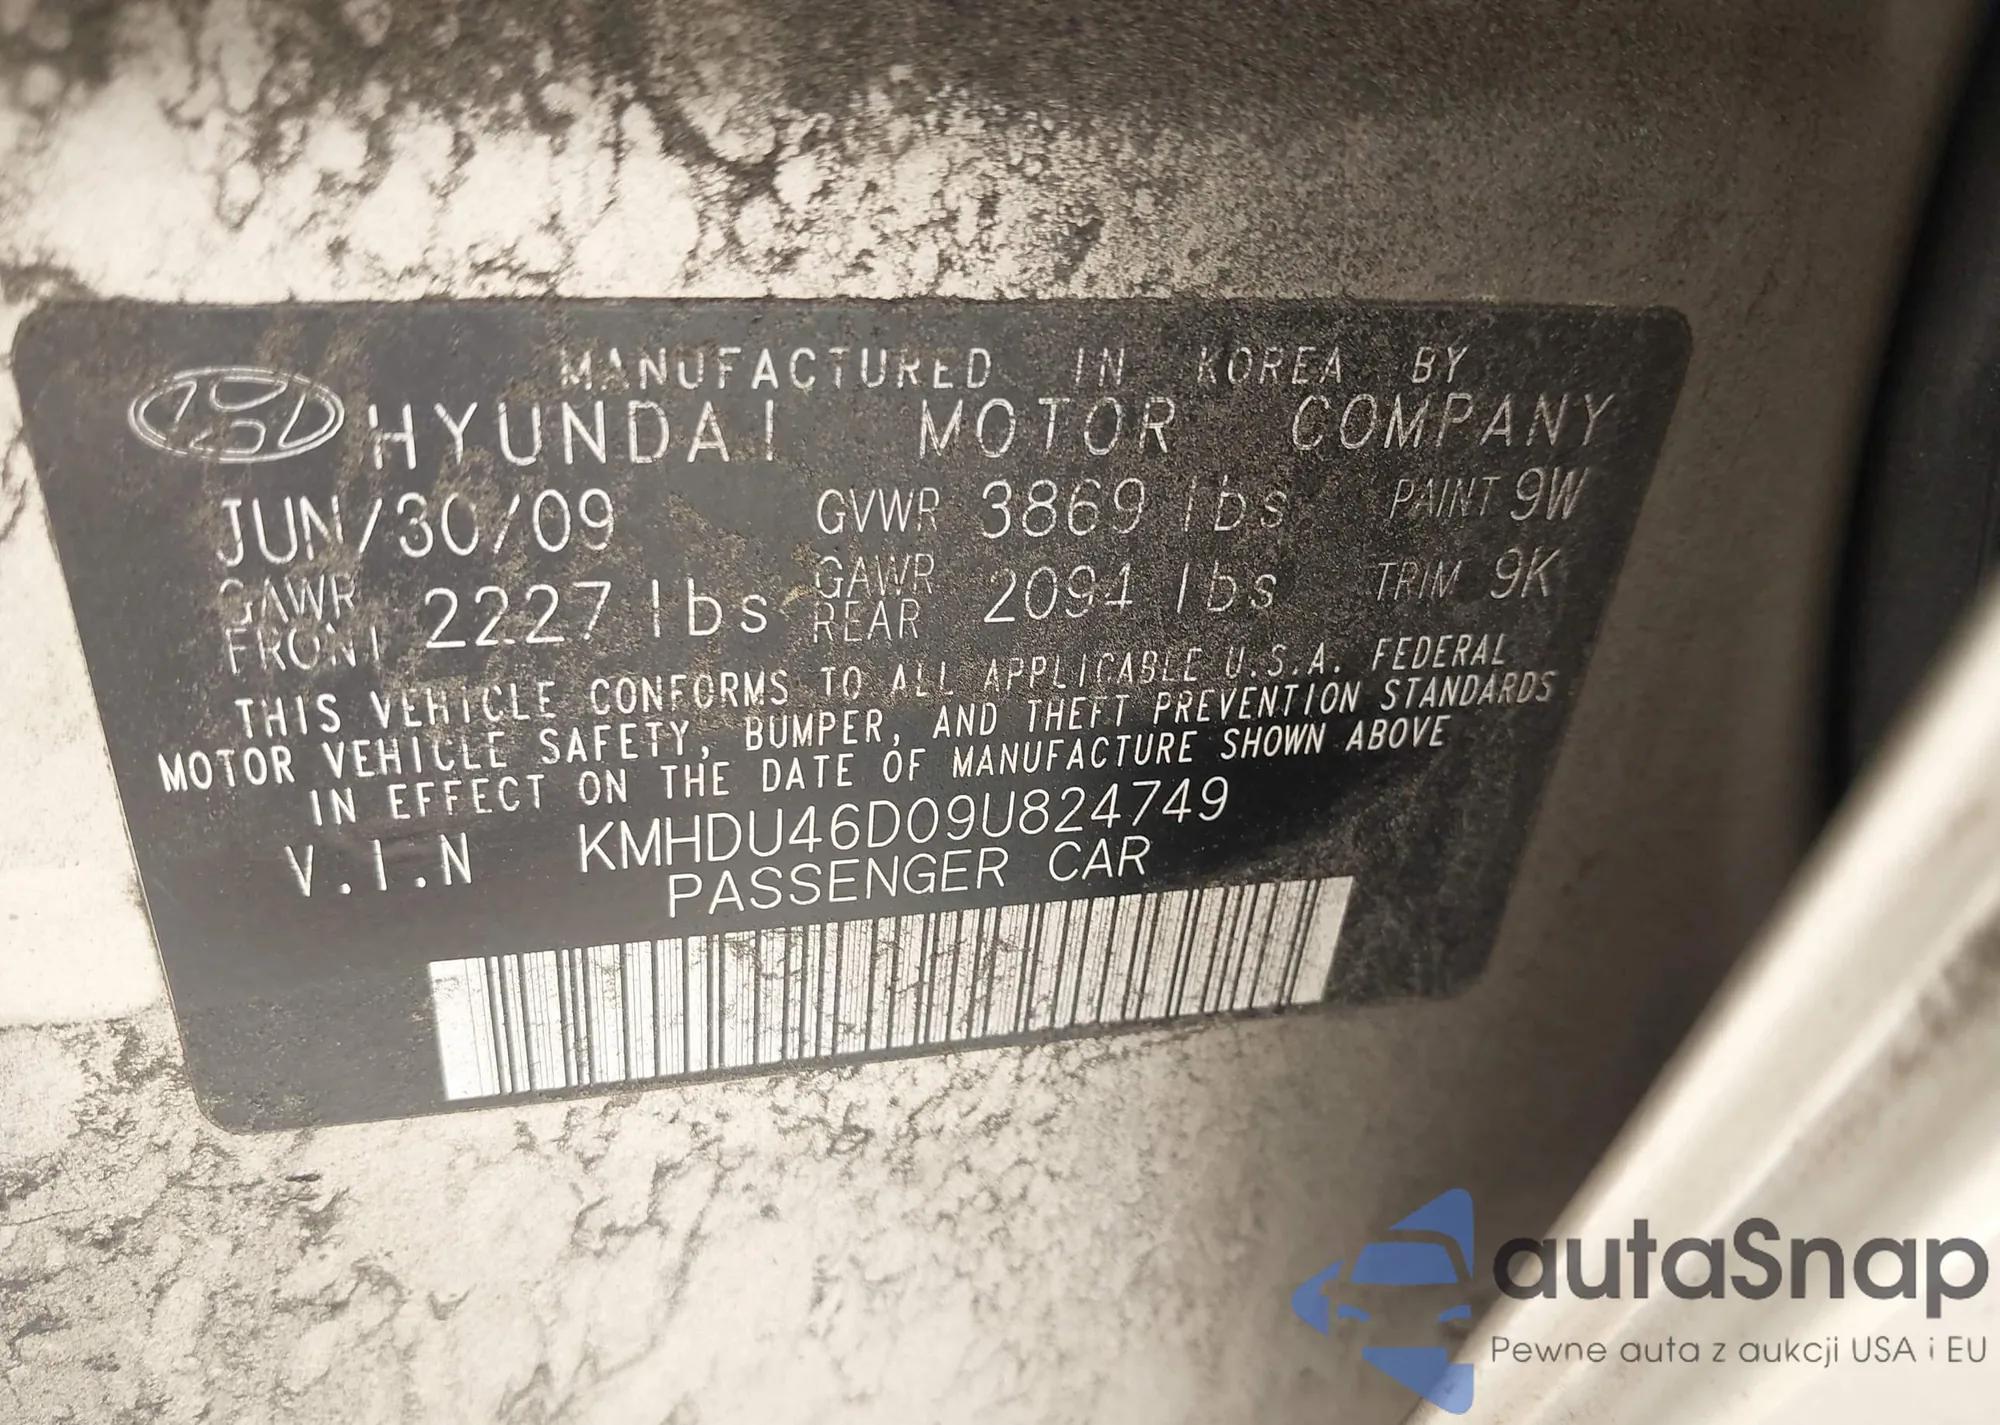 MANUFACTURED IN KOREA BY
HYUNDAI MOTOR COMPANY
JUN/30/09 GVWR 3869 lbs PAINT 9W
GAWR FRONT 2227 lbs GAWR REAR 2094 lbs TRIM 9K
THIS VEHICLE CONFORMS TO ALL APPLICABLE U.S.A. FEDERAL
MOTOR VEHICLE SAFETY, BUMPER, AND THEFT PREVENTION STANDARDS
IN EFFECT ON THE DATE OF MANUFACTURE SHOWN ABOVE
V.I.N KMHDU46D09U824749
PASSENGER CAR
autaSnap
Pewne auta z aukcji USA i EU